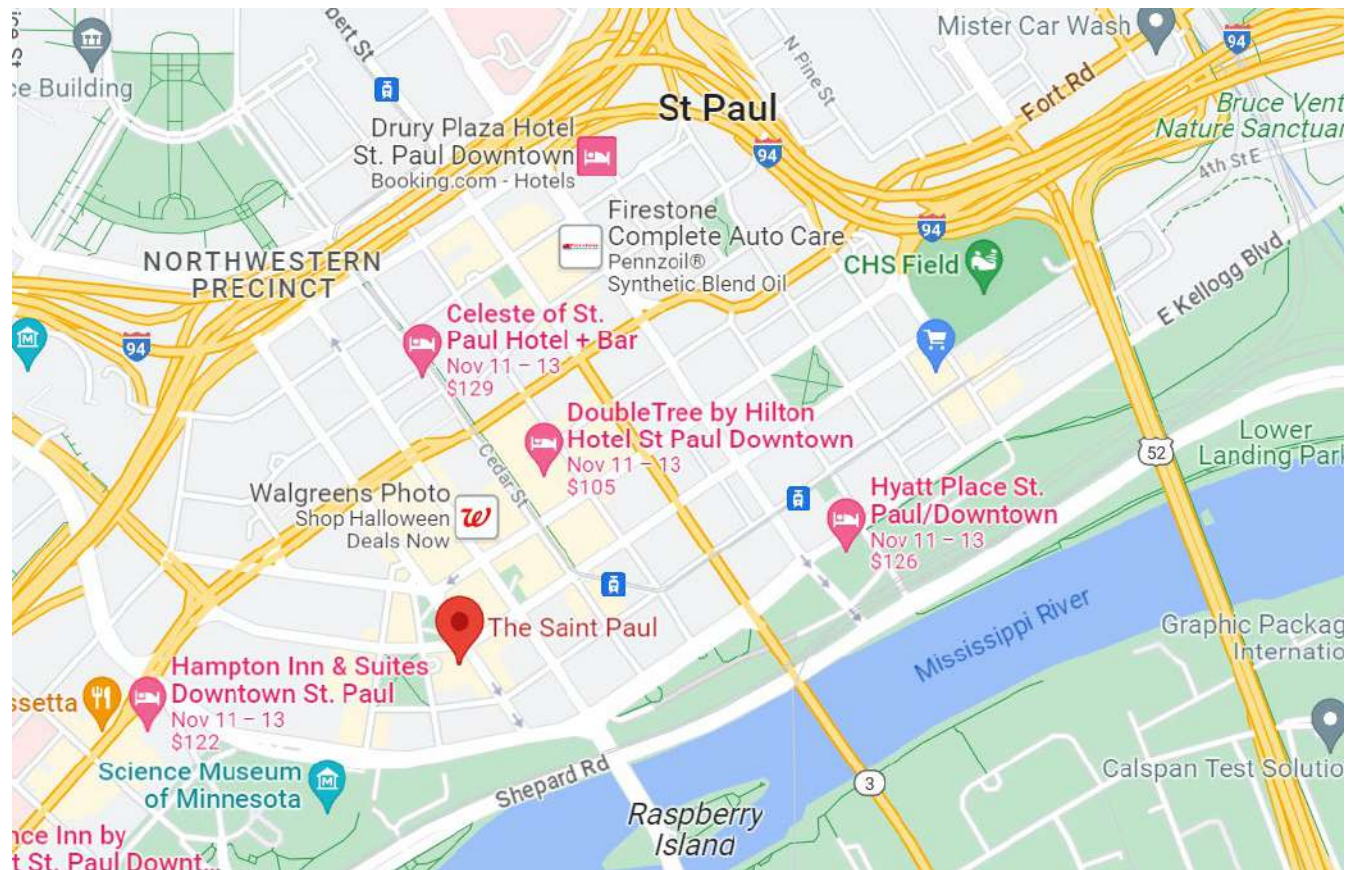 Mister Car Wash
94
ce Building
St Paul
N Pine St
Fort Rd
Bruce Vent
Nature Sanctuar
Drury Plaza Hotel
St. Paul Downtown
Booking.com - Hotels
94
4th St E
Firestone
Complete Auto Care
Pennzoil®
Synthetic Blend Oil
94
CHS Field
NORTHWESTERN
PRECINCT
E Kellogg Blvd
94
Celeste of St.
Paul Hotel + Bar
Nov 11 – 13
$129
DoubleTree by Hilton
Hotel St Paul Downtown
Nov 11 – 13
$105
52
Lower
Landing Park
Cedar St
Walgreens Photo
Shop Halloween
Deals Now
Hyatt Place St.
Paul/Downtown
Nov 11 – 13
$126
Mississippi River
The Saint Paul
Graphic Packag
Internatio
Hampton Inn & Suites
Downtown St. Paul
Nov 11 – 13
$122
ssetta
Science Museum
of Minnesota
Shepard Rd
3
Calspan Test Solutio
Raspberry
Island
nce Inn by
t St. Paul Downt...